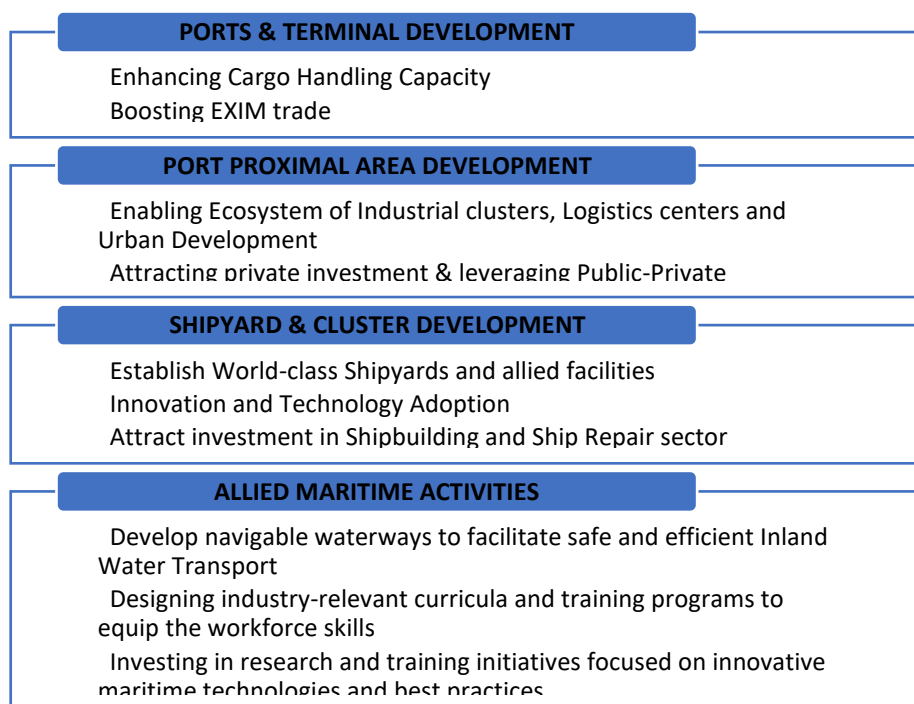 PORTS & TERMINAL DEVELOPMENT
Enhancing Cargo Handling Capacity
Boosting EXIM trade
PORT PROXIMAL AREA DEVELOPMENT
Enabling Ecosystem of Industrial clusters, Logistics centers and
Urban Development
Attracting private investment & leveraging Public-Private
SHIPYARD & CLUSTER DEVELOPMENT
Establish World-class Shipyards and allied facilities
Innovation and Technology Adoption
Attract investment in Shipbuilding and Ship Repair sector
ALLIED MARITIME ACTIVITIES
Develop navigable waterways to facilitate safe and efficient Inland
Water Transport
Designing industry-relevant curricula and training programs to
equip the workforce skills
Investing in research and training initiatives focused on innovative
maritime technologies and best practices